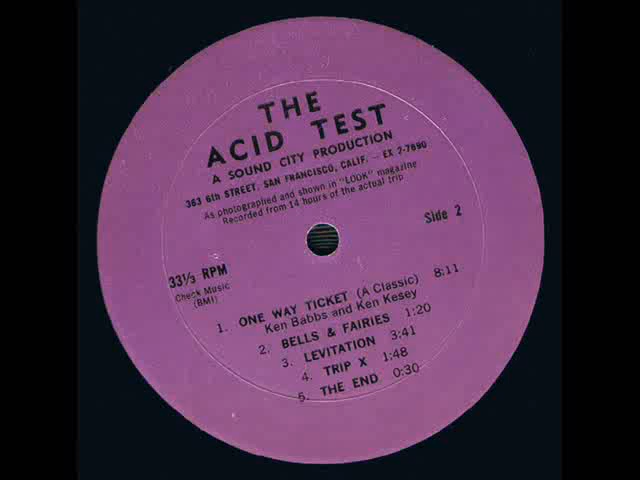 THE
ACID TEST
A SOUND CITY PRODUCTION
363 6th STREET, SAN FRANCISCO, CALIF. — EX 2-7690
As photographed and shown in "LOOK" magazine
Recorded from 14 hours of the actual trip
Side 2
33⅓ RPM
Check Music
(BMI)
1. ONE WAY TICKET (A Classic) 8:11
Ken Babbs and Ken Kesey
2. BELLS & FAIRIES 1:20
3. LEVITATION 3:41
4. TRIP X 1:48
5. THE END 0:30